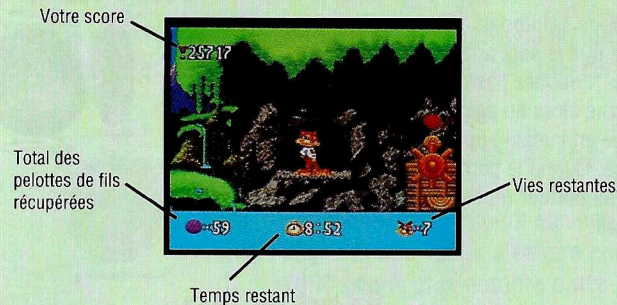 Votre score
25717
Total des
pelottes de fils
récupérées
Vies restantes
59
8:52
7
Temps restant